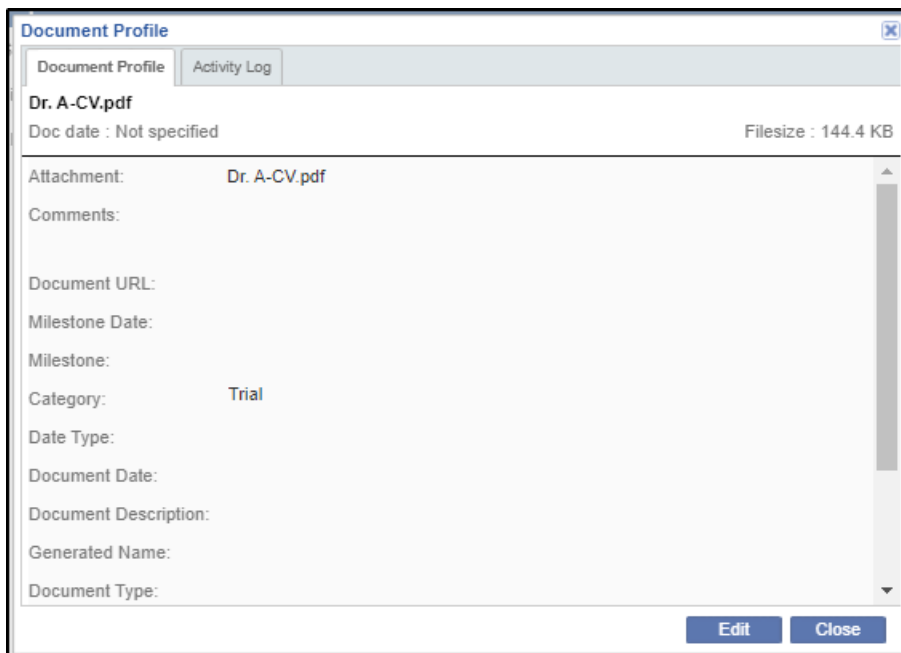 Document Profile
Document Profile Activity Log
Dr. A-CV.pdf
Doc date : Not specified Filesize : 144.4 KB
Attachment: Dr. A-CV.pdf
Comments:
Document URL:
Milestone Date:
Milestone:
Category: Trial
Date Type:
Document Date:
Document Description:
Generated Name:
Document Type:
Edit Close